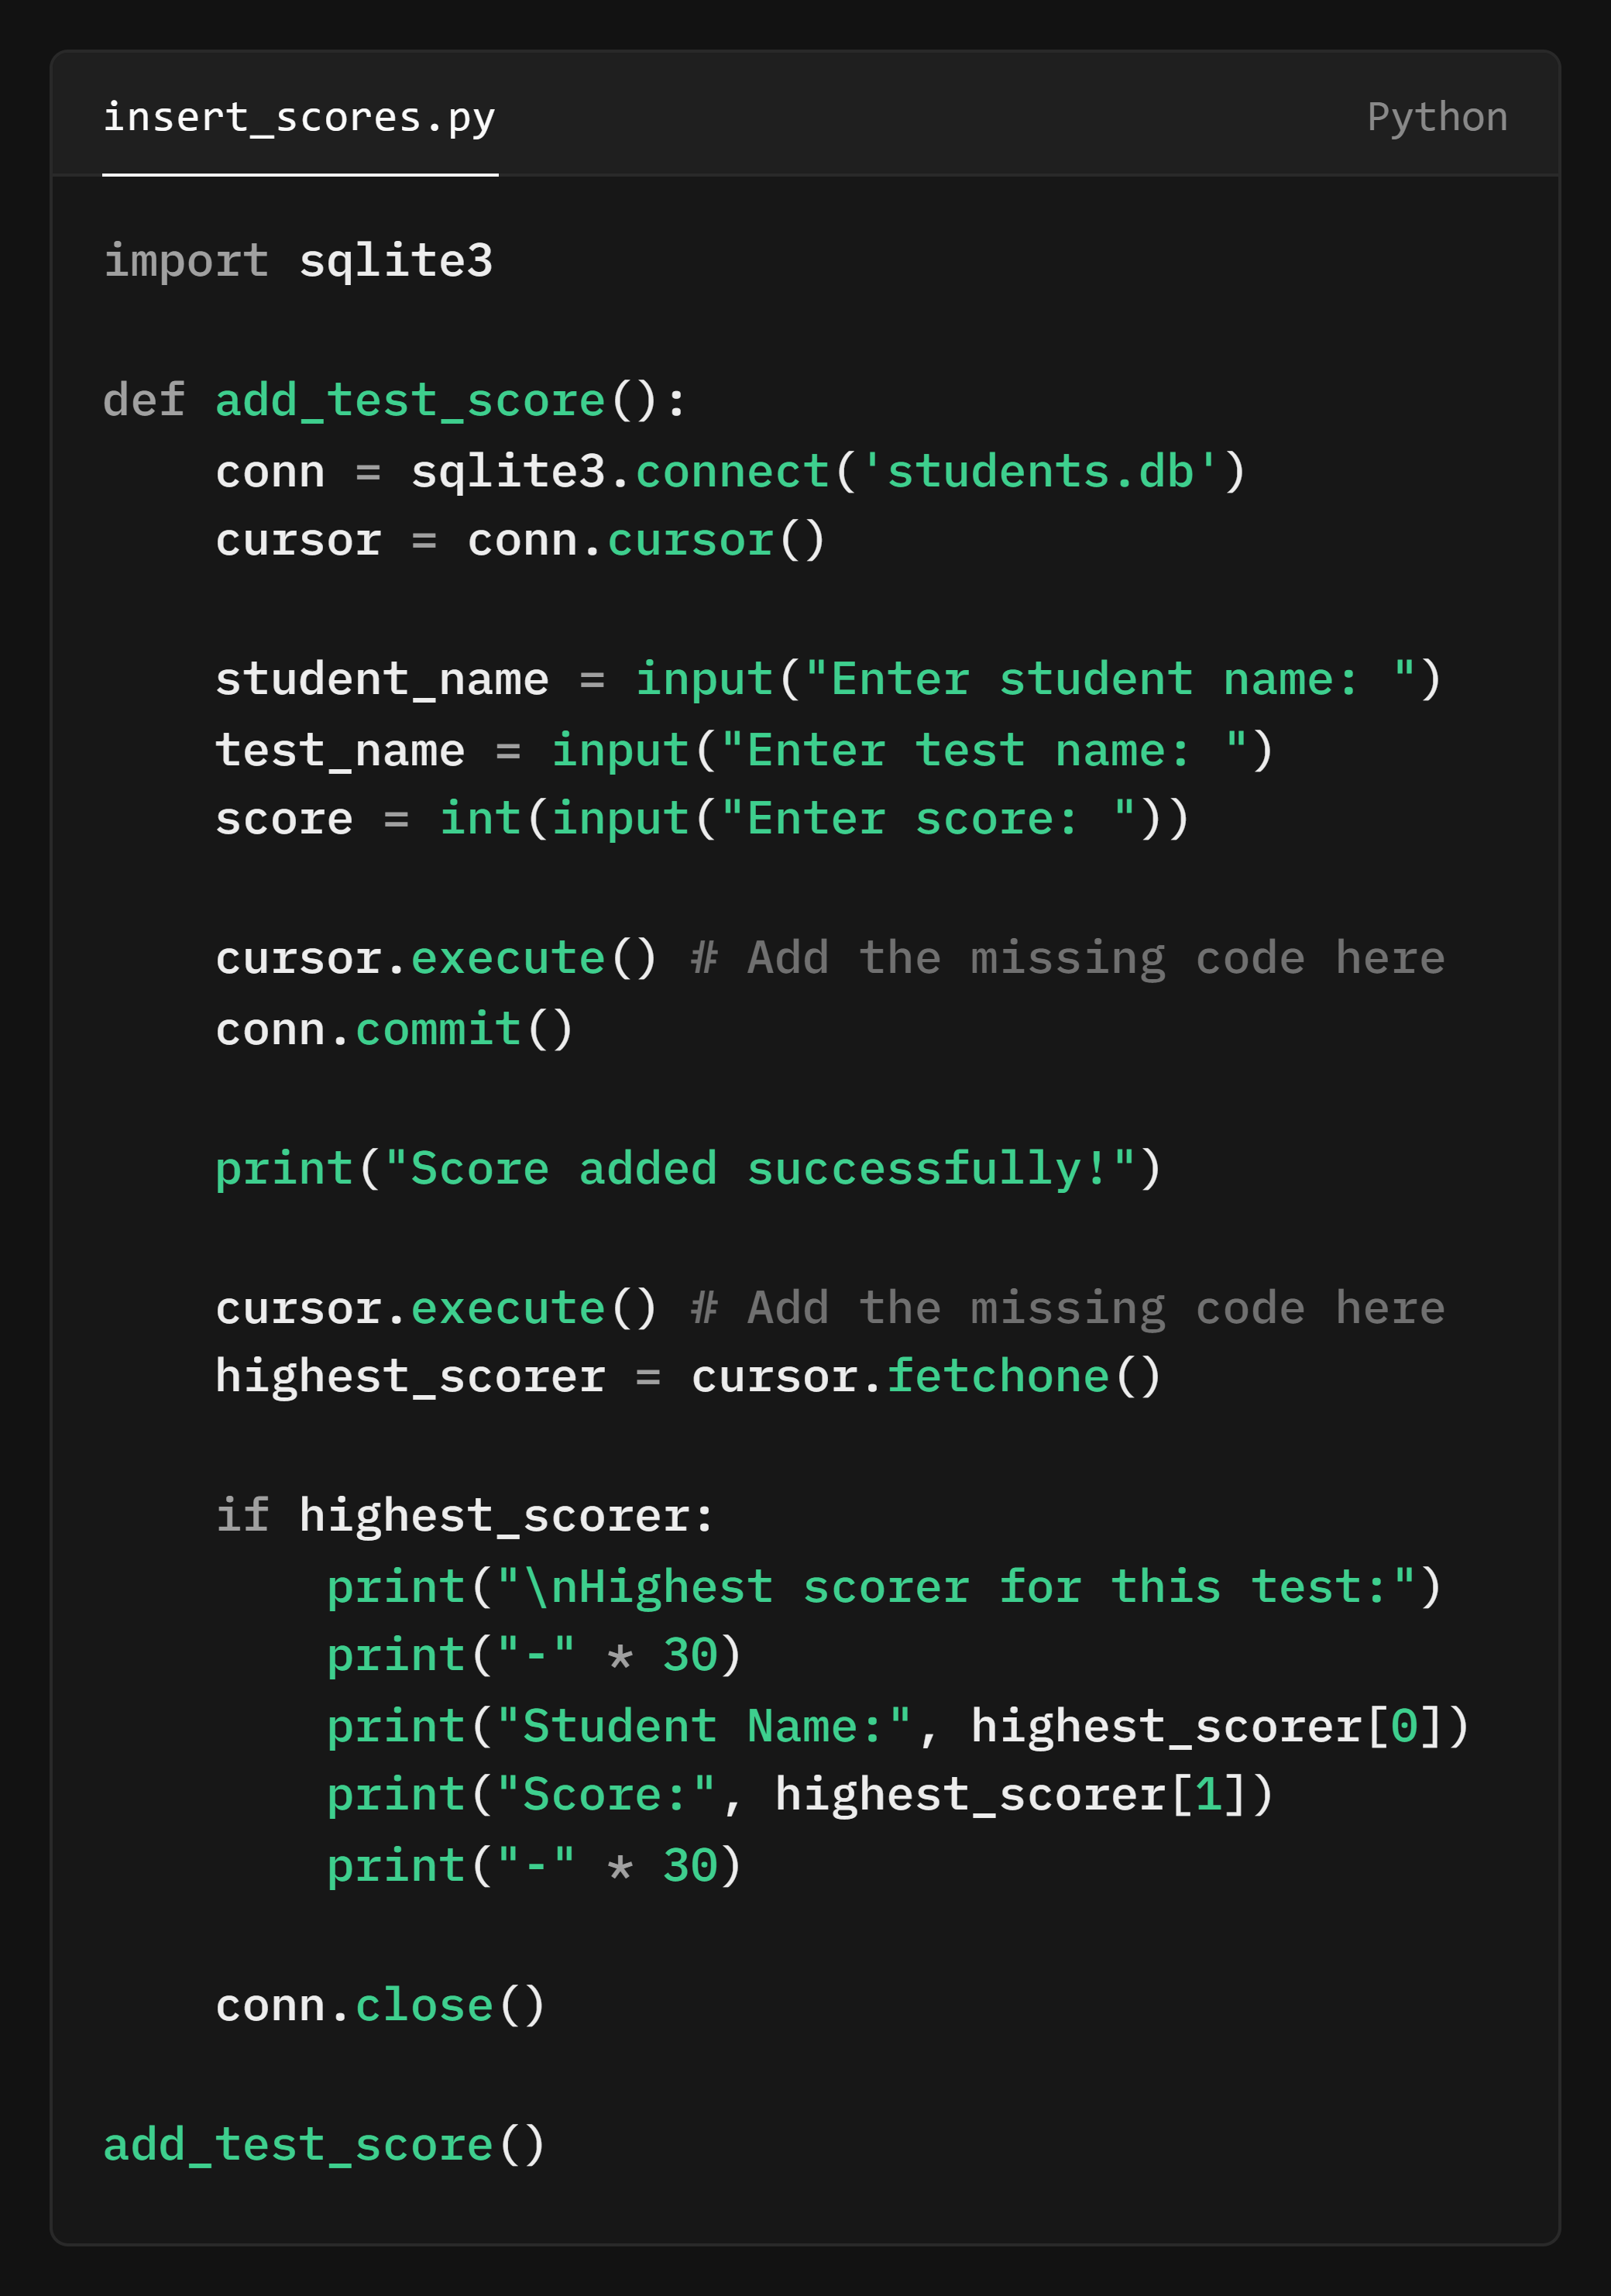 insert_scores.py
Python
import sqlite3
def add_test_score():
    conn = sqlite3.connect('students.db')
    cursor = conn.cursor()
    student_name = input("Enter student name: ")
    test_name = input("Enter test name: ")
    score = int(input("Enter score: "))
    cursor.execute() # Add the missing code here
    conn.commit()
    print("Score added successfully!")
    cursor.execute() # Add the missing code here
    highest_scorer = cursor.fetchone()
    if highest_scorer:
        print("\nHighest scorer for this test:")
        print("-" * 30)
        print("Student Name:", highest_scorer[0])
        print("Score:", highest_scorer[1])
        print("-" * 30)
    conn.close()
add_test_score()